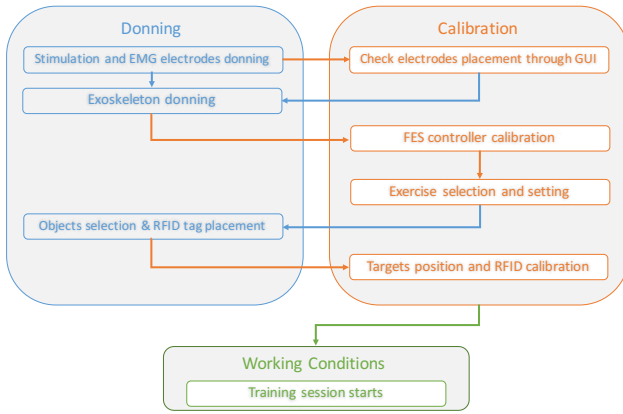 Donning
Calibration
Stimulation and EMG electrodes donning
Check electrodes placement through GUI
Exoskeleton donning
FES controller calibration
Exercise selection and setting
Objects selection & RFID tag placement
Targets position and RFID calibration
Working Conditions
Training session starts